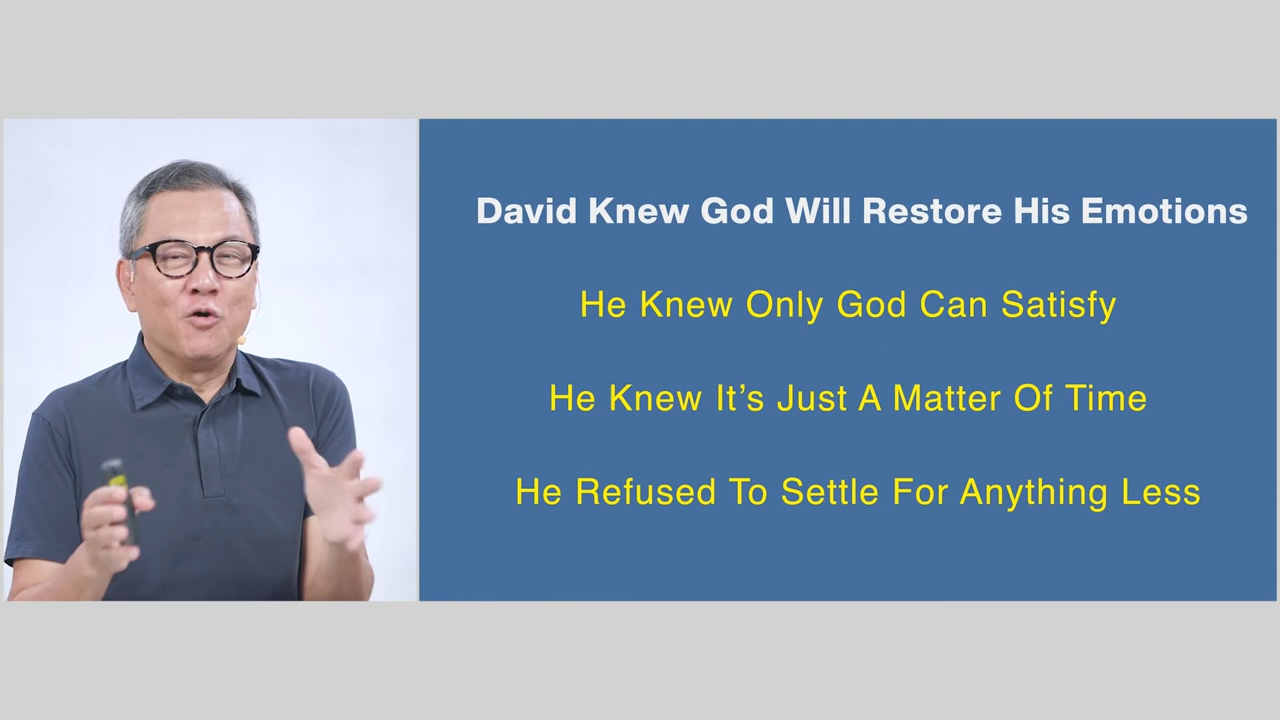 David Knew God Will Restore His Emotions
He Knew Only God Can Satisfy
He Knew It’s Just A Matter Of Time
He Refused To Settle For Anything Less